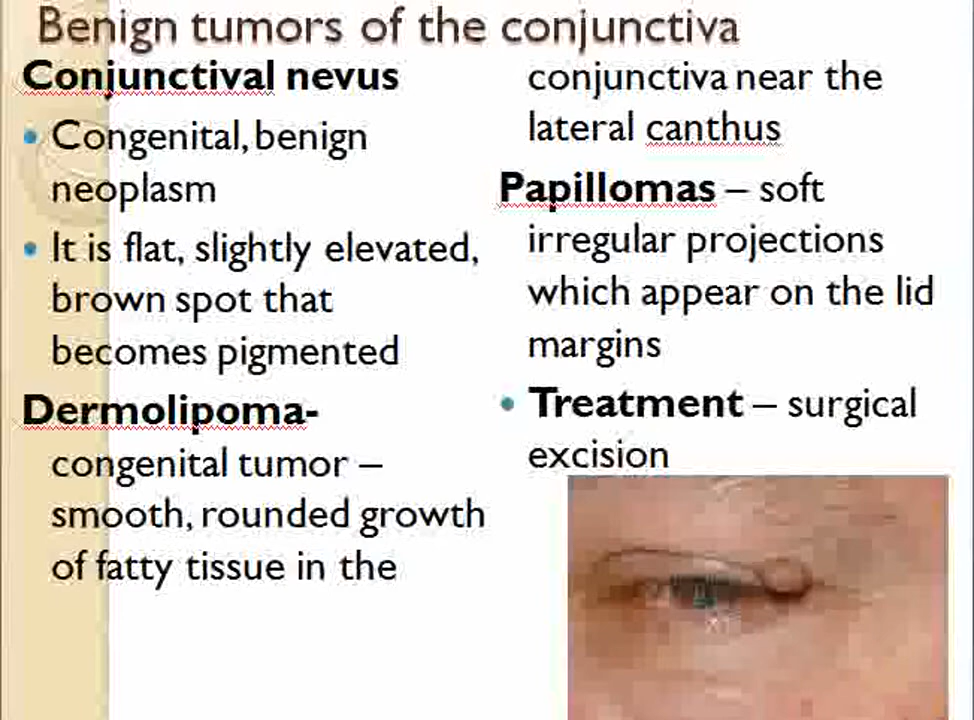 Benign tumors of the conjunctiva
Conjunctival nevus
• Congenital, benign
neoplasm
• It is flat, slightly elevated,
brown spot that
becomes pigmented
Dermolipoma-
congenital tumor –
smooth, rounded growth
of fatty tissue in the
conjunctiva near the
lateral canthus
Papillomas – soft
irregular projections
which appear on the lid
margins
• Treatment – surgical
excision